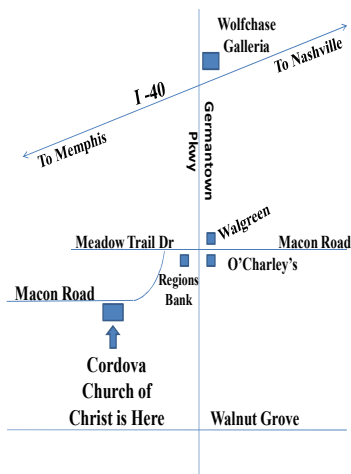 Wolfchase
Galleria
To Nashville
I -40
To Memphis
Germantown
Pkwy
Walgreen
Meadow Trail Dr
Macon Road
O’Charley’s
Regions
Bank
Macon Road
Cordova
Church of
Christ is Here
Walnut Grove